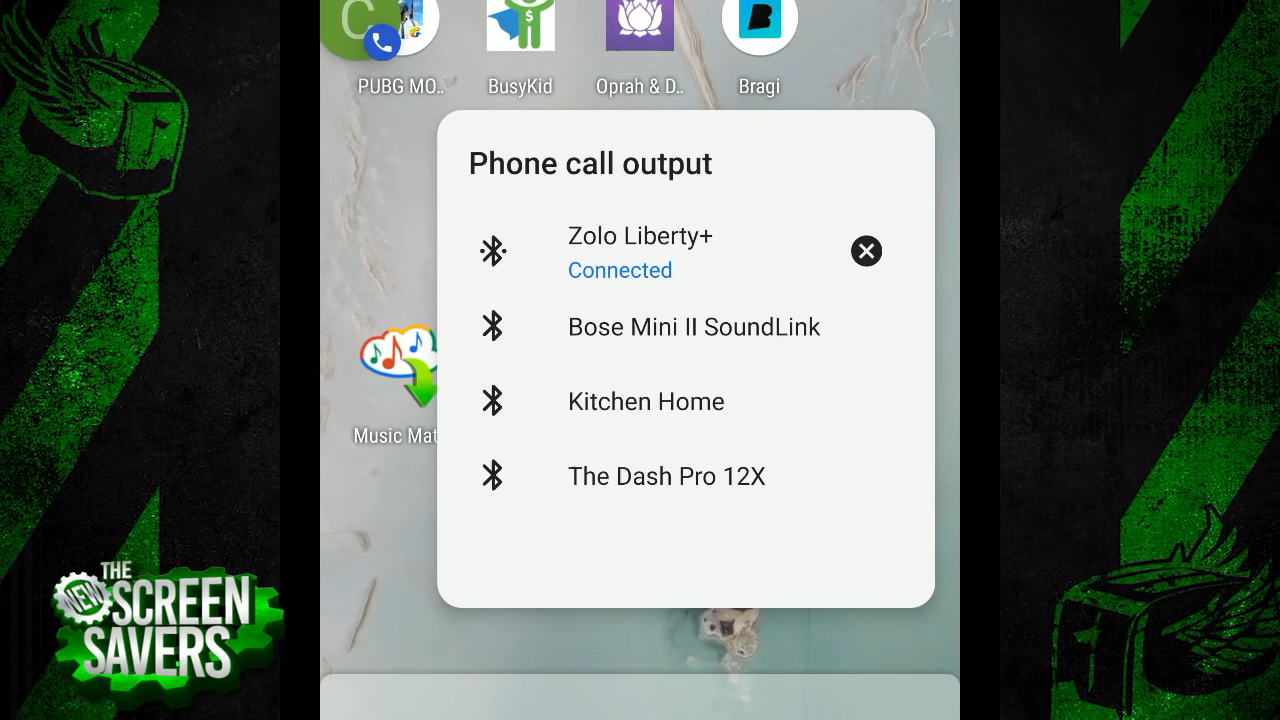 C
PUBG MO..
BusyKid
Oprah & D..
Bragi
Phone call output
Zolo Liberty+
Connected
Bose Mini II SoundLink
Kitchen Home
The Dash Pro 12X
Music Mat
THE
NEW
SCREEN
SAVERS